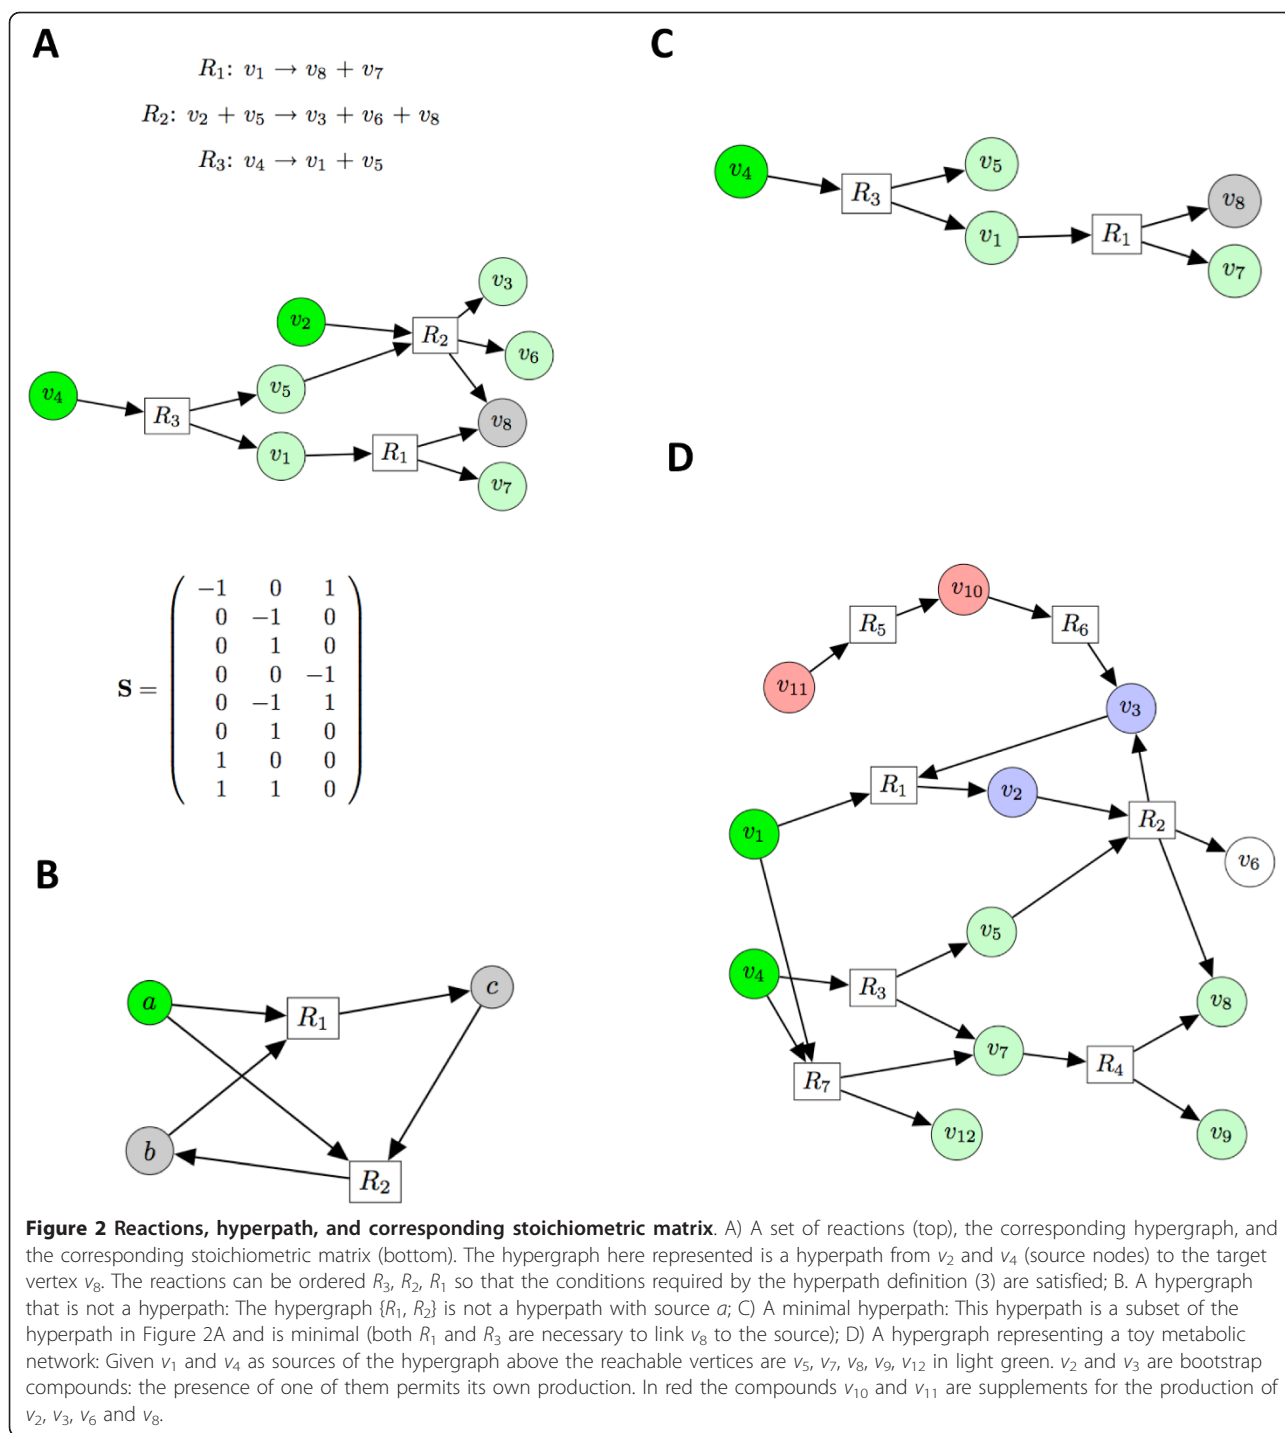 A
R1: v1 → v8 + v7
R2: v2 + v5 → v3 + v6 + v8
R3: v4 → v1 + v5
v3
v2
R2
v6
v5
v4
R3
v8
v1
R1
v7
S =
−1 0 1
0 −1 0
0 1 0
0 0 −1
0 −1 1
0 1 0
1 0 0
1 1 0
B
a
c
R1
b
R2
C
v4
v5
R3
v8
v1
R1
v7
D
v10
R5
R6
v11
v3
R1
v2
R2
v1
v6
v5
v4
R3
v8
v7
R4
R7
v12
v9
Figure 2 Reactions, hyperpath, and corresponding stoichiometric matrix. A) A set of reactions (top), the corresponding hypergraph, and
the corresponding stoichiometric matrix (bottom). The hypergraph here represented is a hyperpath from v2 and v4 (source nodes) to the target
vertex v8. The reactions can be ordered R3, R2, R1 so that the conditions required by the hyperpath definition (3) are satisfied; B. A hypergraph
that is not a hyperpath: The hypergraph {R1, R2} is not a hyperpath with source a; C) A minimal hyperpath: This hyperpath is a subset of the
hyperpath in Figure 2A and is minimal (both R1 and R3 are necessary to link v8 to the source); D) A hypergraph representing a toy metabolic
network: Given v1 and v4 as sources of the hypergraph above the reachable vertices are v5, v7, v8, v9, v12 in light green. v2 and v3 are bootstrap
compounds: the presence of one of them permits its own production. In red the compounds v10 and v11 are supplements for the production of
v2, v3, v6 and v8.